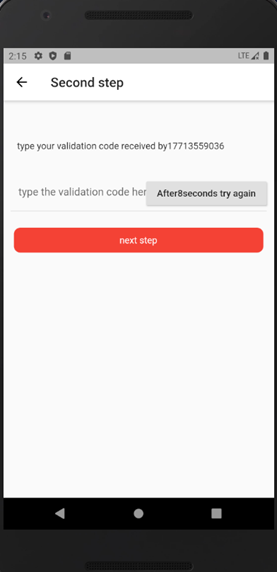 2:15 LTE
Second step
type your validation code received by17713559036
type the validation code her After8seconds try again
next step